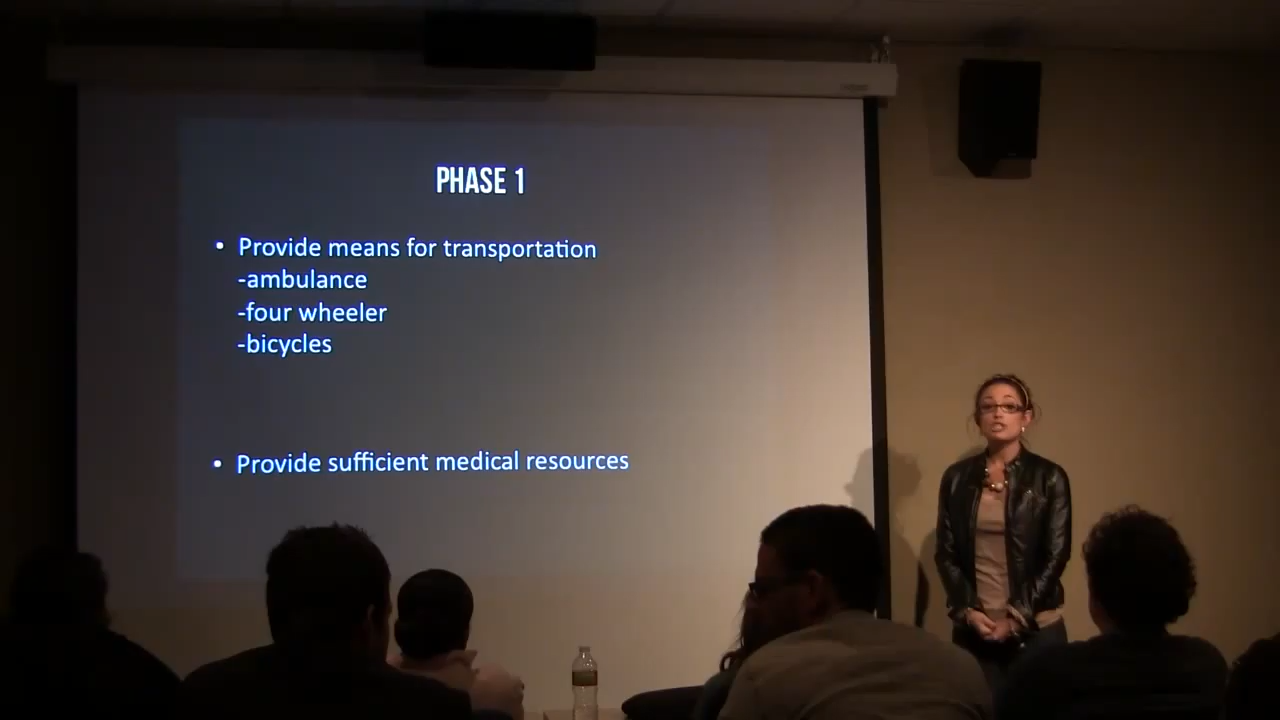 PHASE 1
• Provide means for transportation
-ambulance
-four wheeler
-bicycles
• Provide sufficient medical resources